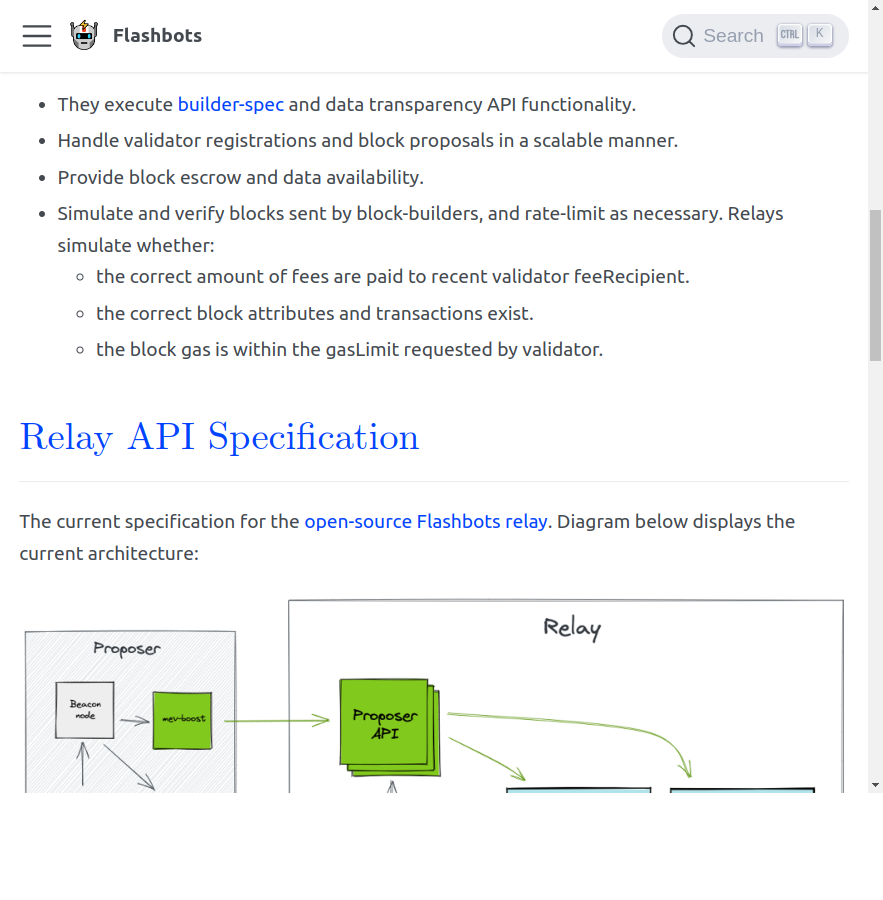 Flashbots
Search CTRL K
They execute builder-spec and data transparency API functionality.
Handle validator registrations and block proposals in a scalable manner.
Provide block escrow and data availability.
Simulate and verify blocks sent by block-builders, and rate-limit as necessary. Relays
simulate whether:
the correct amount of fees are paid to recent validator feeRecipient.
the correct block attributes and transactions exist.
the block gas is within the gasLimit requested by validator.
Relay API Specification
The current specification for the open-source Flashbots relay. Diagram below displays the
current architecture:
Relay
Proposer
Beacon
node
mev-boost
Proposer
API